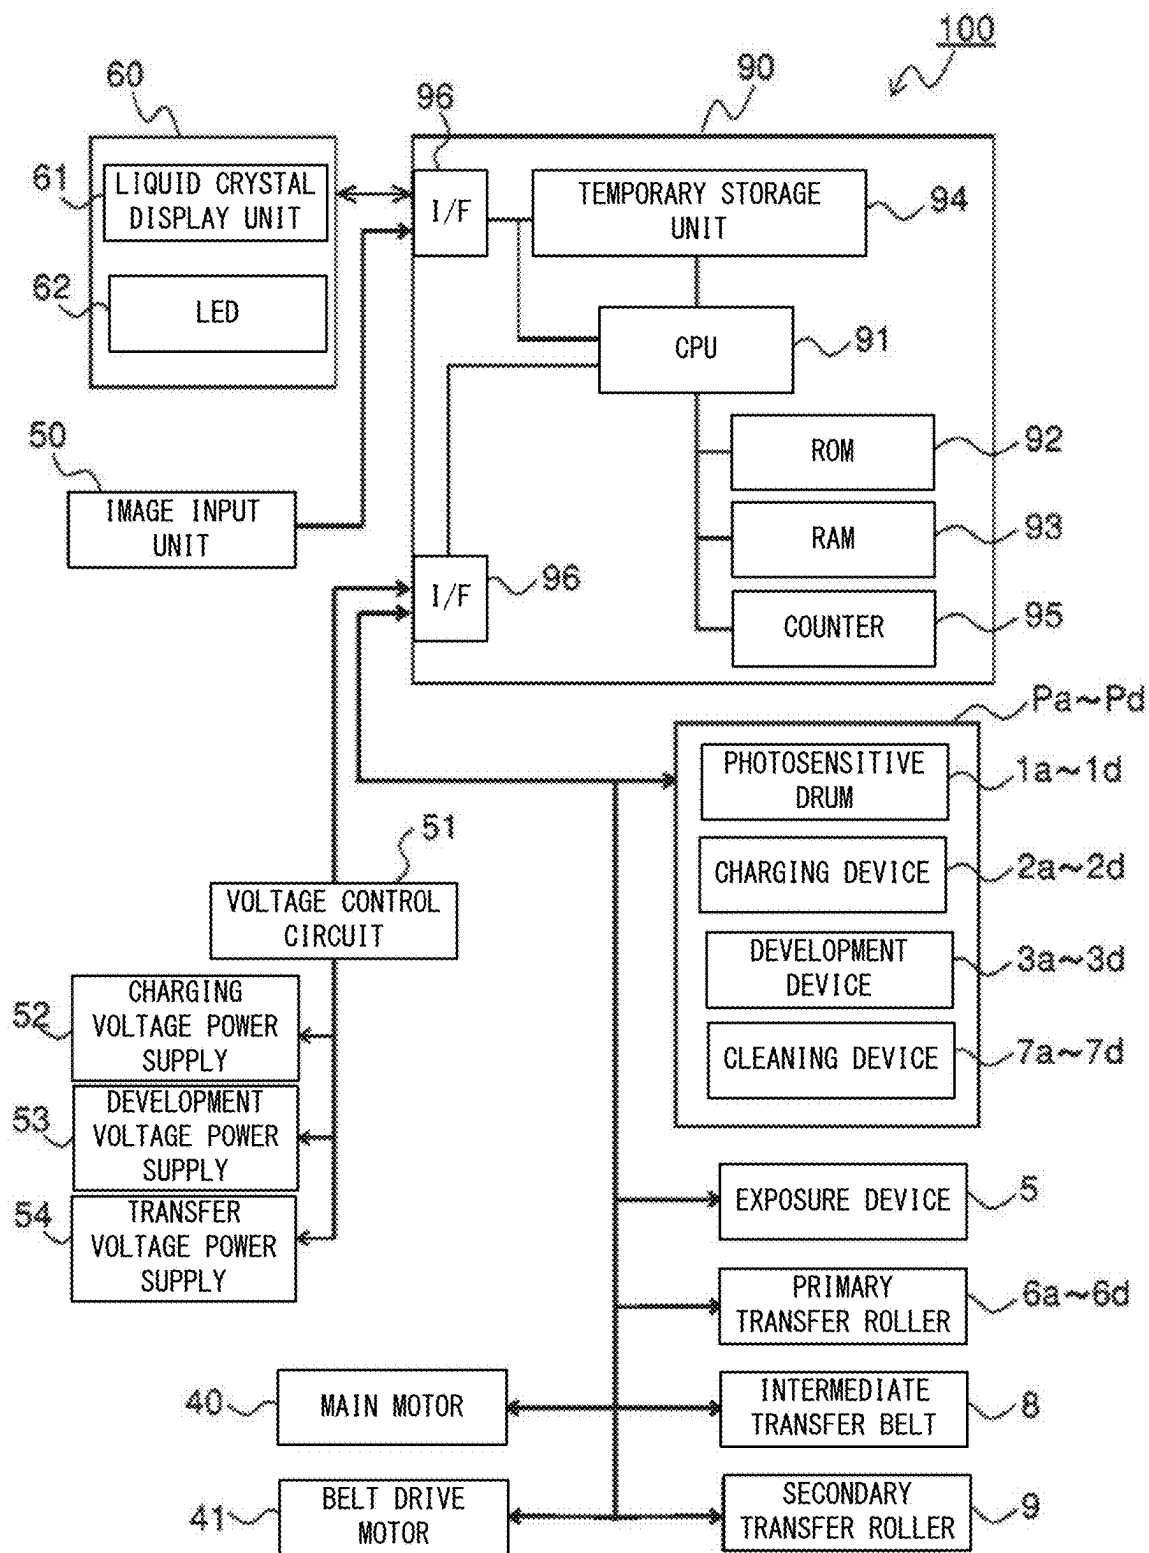 100
60
96
90
61
LIQUID CRYSTAL
DISPLAY UNIT
I/F
TEMPORARY STORAGE
UNIT
94
62
LED
CPU
91
50
IMAGE INPUT
UNIT
ROM
92
RAM
93
I/F
96
COUNTER
95
Pa~Pd
PHOTOSENSITIVE
DRUM
1a~1d
51
VOLTAGE CONTROL
CIRCUIT
CHARGING DEVICE
2a~2d
DEVELOPMENT
DEVICE
3a~3d
52
CHARGING
VOLTAGE POWER
SUPPLY
CLEANING DEVICE
7a~7d
53
DEVELOPMENT
VOLTAGE POWER
SUPPLY
54
TRANSFER
VOLTAGE POWER
SUPPLY
EXPOSURE DEVICE
5
PRIMARY
TRANSFER ROLLER
6a~6d
40
MAIN MOTOR
INTERMEDIATE
TRANSFER BELT
8
41
BELT DRIVE
MOTOR
SECONDARY
TRANSFER ROLLER
9